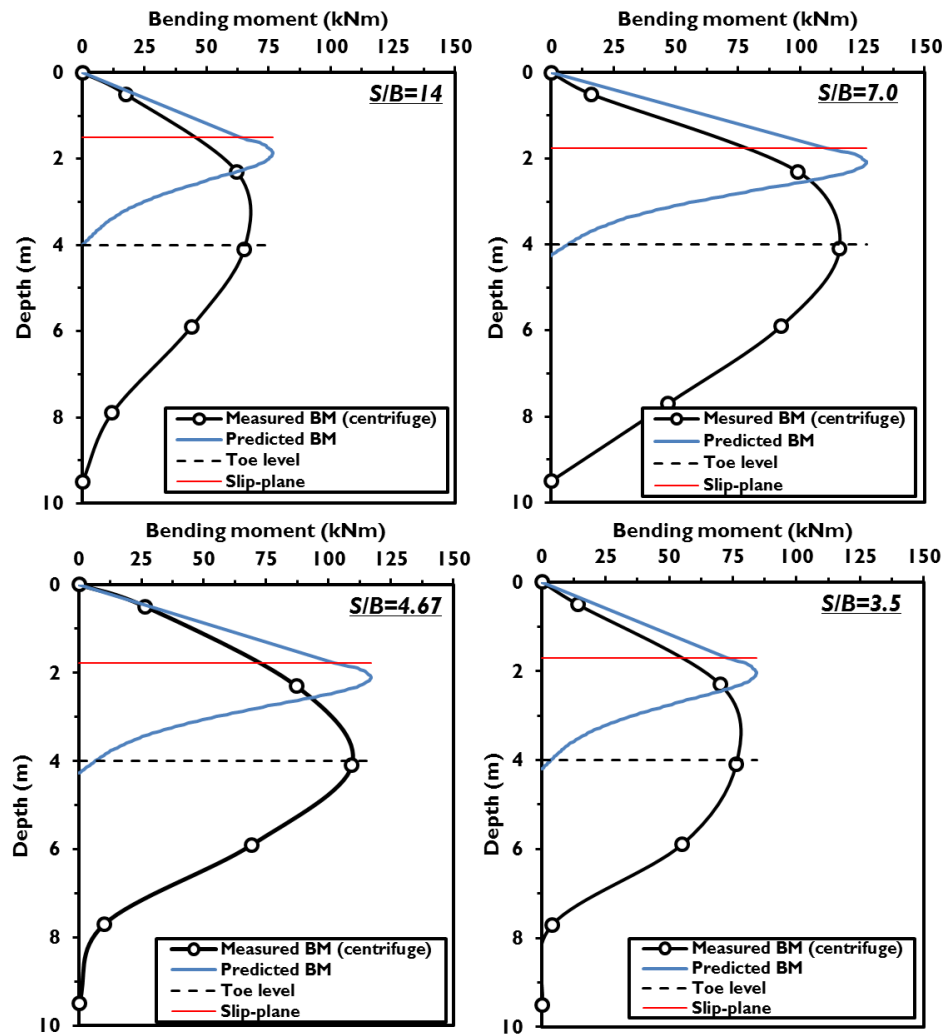 Bending moment (kNm)
0 25 50 75 100 125 150
0
2
4
6
8
10
Depth (m)
S/B=14
Measured BM (centrifuge)
Predicted BM
Toe level
Slip-plane
Bending moment (kNm)
0 25 50 75 100 125 150
0
2
4
6
8
10
Depth (m)
S/B=7.0
Mesured BM (centrifuge)
Predicted BM
Toe level
Slip-plane
Bending moment (kNm)
0 25 50 75 100 125 150
0
2
4
6
8
10
Depth (m)
S/B=4.67
Measured BM (centrifuge)
Predicted BM
Toe level
Slip-plane
Bending moment (kNm)
0 25 50 75 100 125 150
0
2
4
6
8
10
Depth (m)
S/B=3.5
Measured BM (centrifuge)
Predicted BM
Toe level
Slip-plane